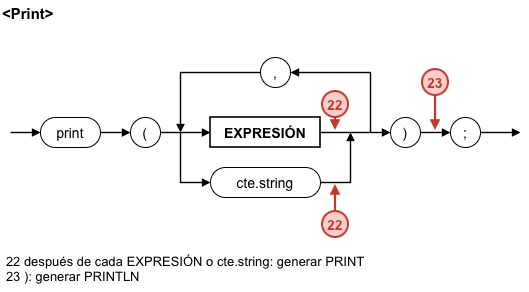 <Print>
,
22
23
print
(
EXPRESIÓN
)
;
cte.string
22
22 después de cada EXPRESIÓN o cte.string: generar PRINT
23 ): generar PRINTLN